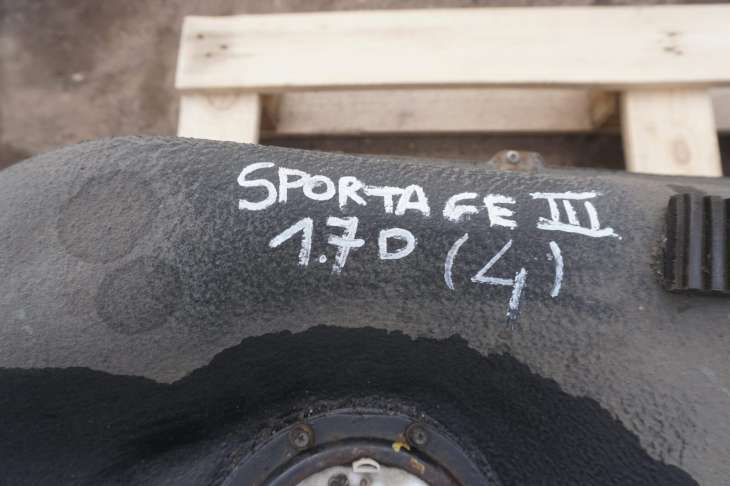 SPORTAGE III
1.7D (4)